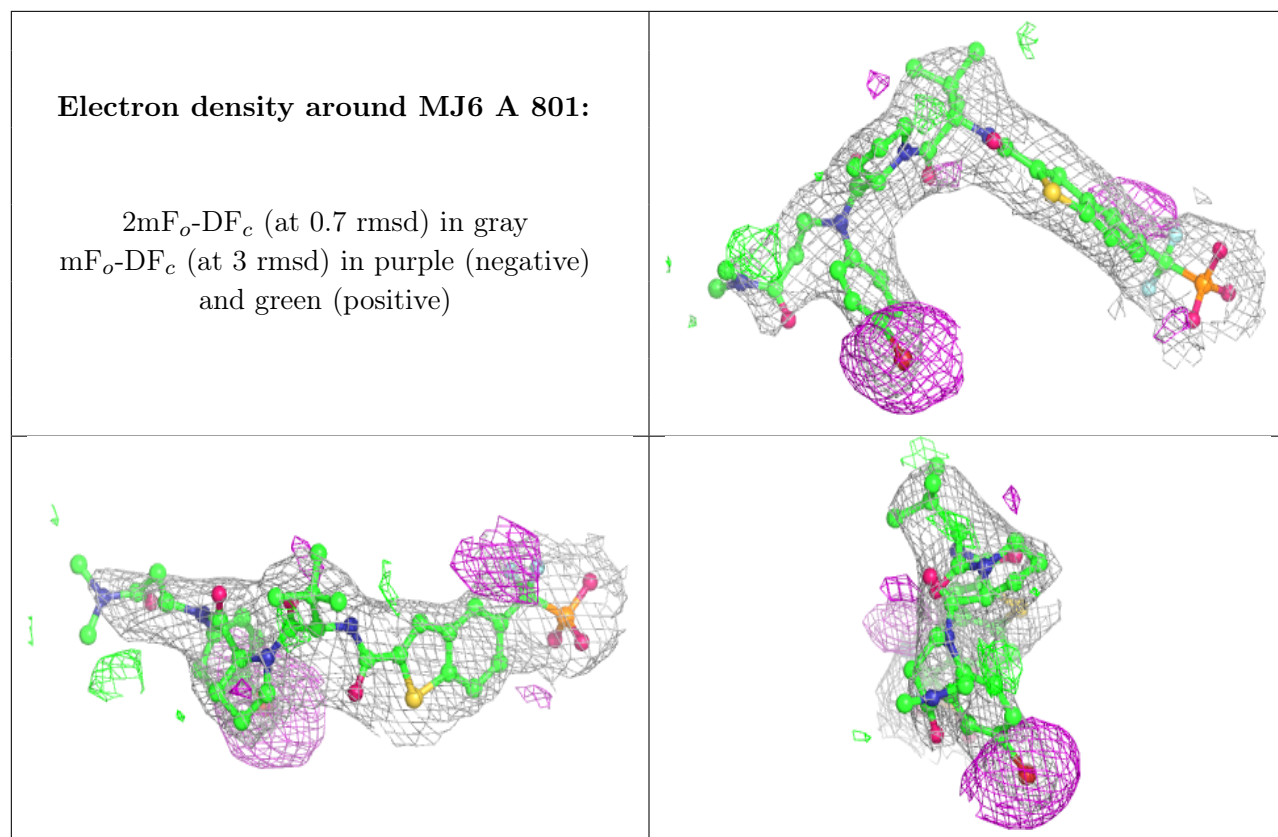 Electron density around MJ6 A 801:
2mFₒ-DF𝒸 (at 0.7 rmsd) in gray
mFₒ-DF𝒸 (at 3 rmsd) in purple (negative)
and green (positive)